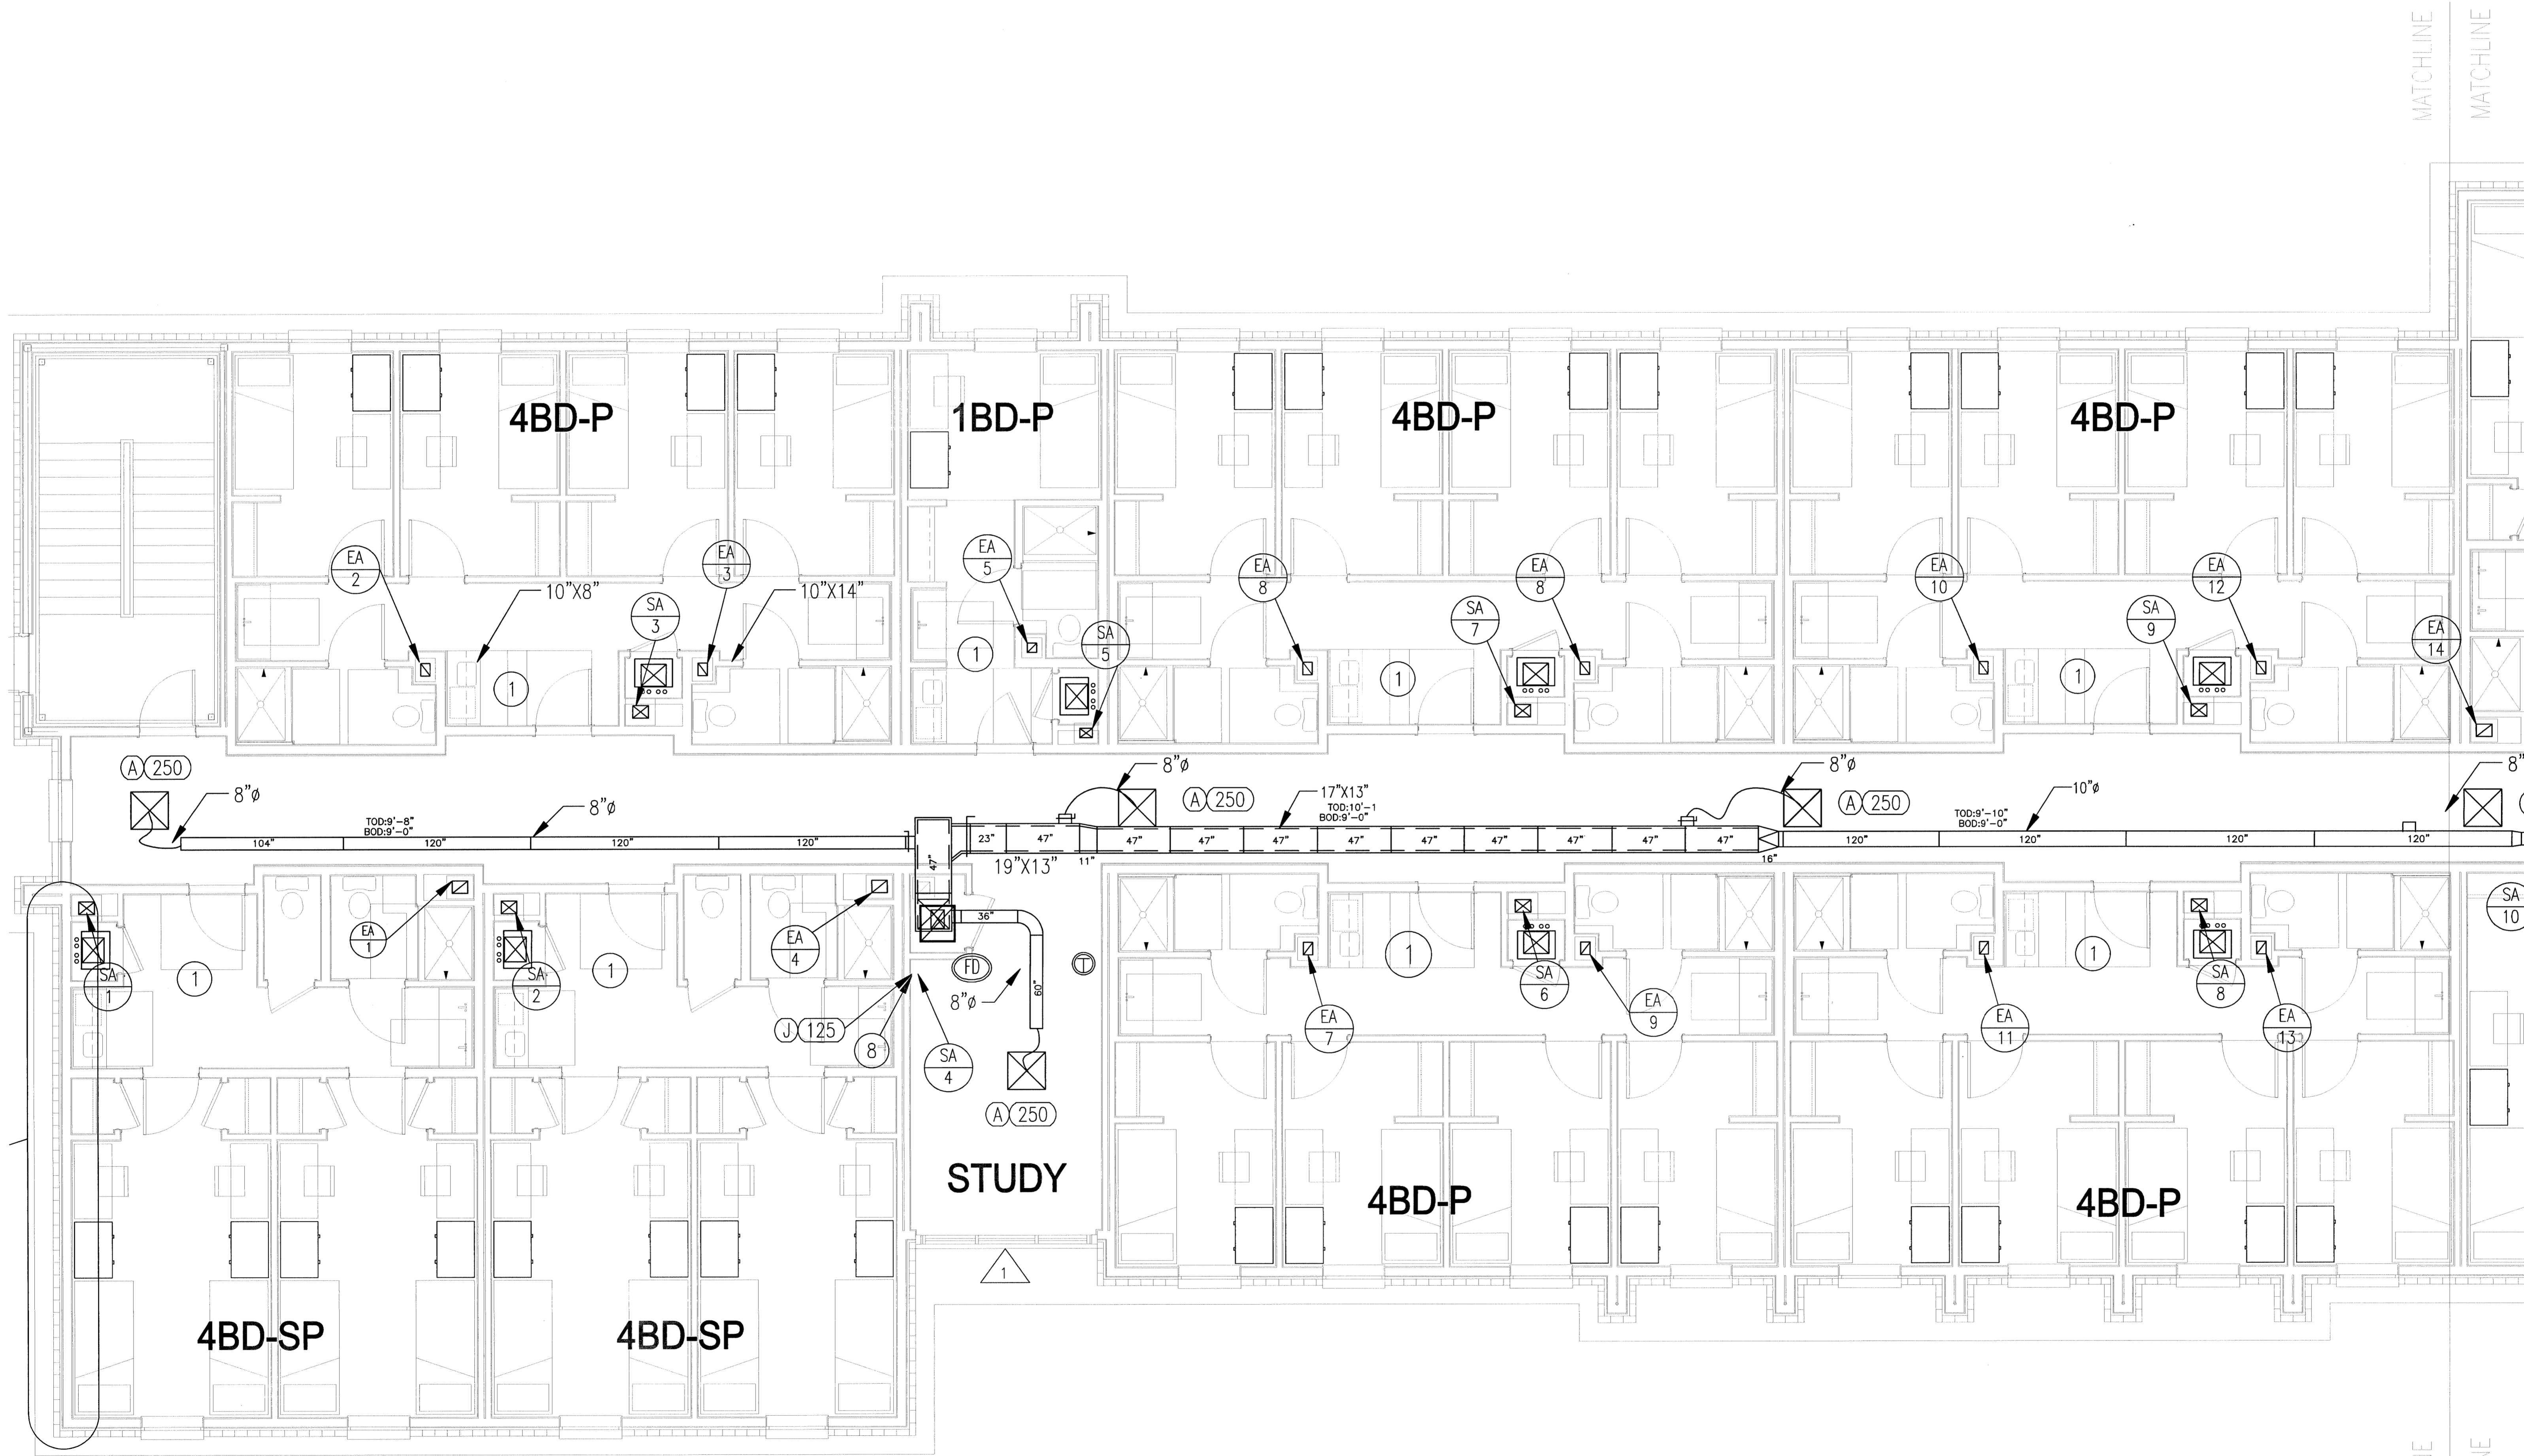 MATCHLINE
MATCHLINE
4BD-P
1BD-P
4BD-P
4BD-P
EA
2
10"X8"
SA
3
EA
3
10"X14"
EA
5
SA
5
EA
8
SA
7
EA
8
EA
10
SA
9
EA
12
EA
14
1
1
1
1
A 250
8"ø
TOD:9'-8"
BOD:9'-0"
8"ø
104"
120"
120"
120"
47"
23"
47"
19"X13"
11"
8"ø
A 250
17"X13"
TOD:10'-1
BOD:9'-0"
47"
47"
47"
47"
47"
47"
47"
47"
47"
16"
8"ø
A 250
TOD:9'-10"
BOD:9'-0"
10"ø
120"
120"
120"
120"
8"
SA
1
1
EA
1
SA
2
1
EA
4
J 125
8
SA
4
36"
FD
8"ø
60"
T
A 250
STUDY
1
EA
7
1
SA
6
EA
9
EA
11
1
SA
8
EA
13
SA
10
4BD-SP
4BD-SP
4BD-P
4BD-P
NE
NE